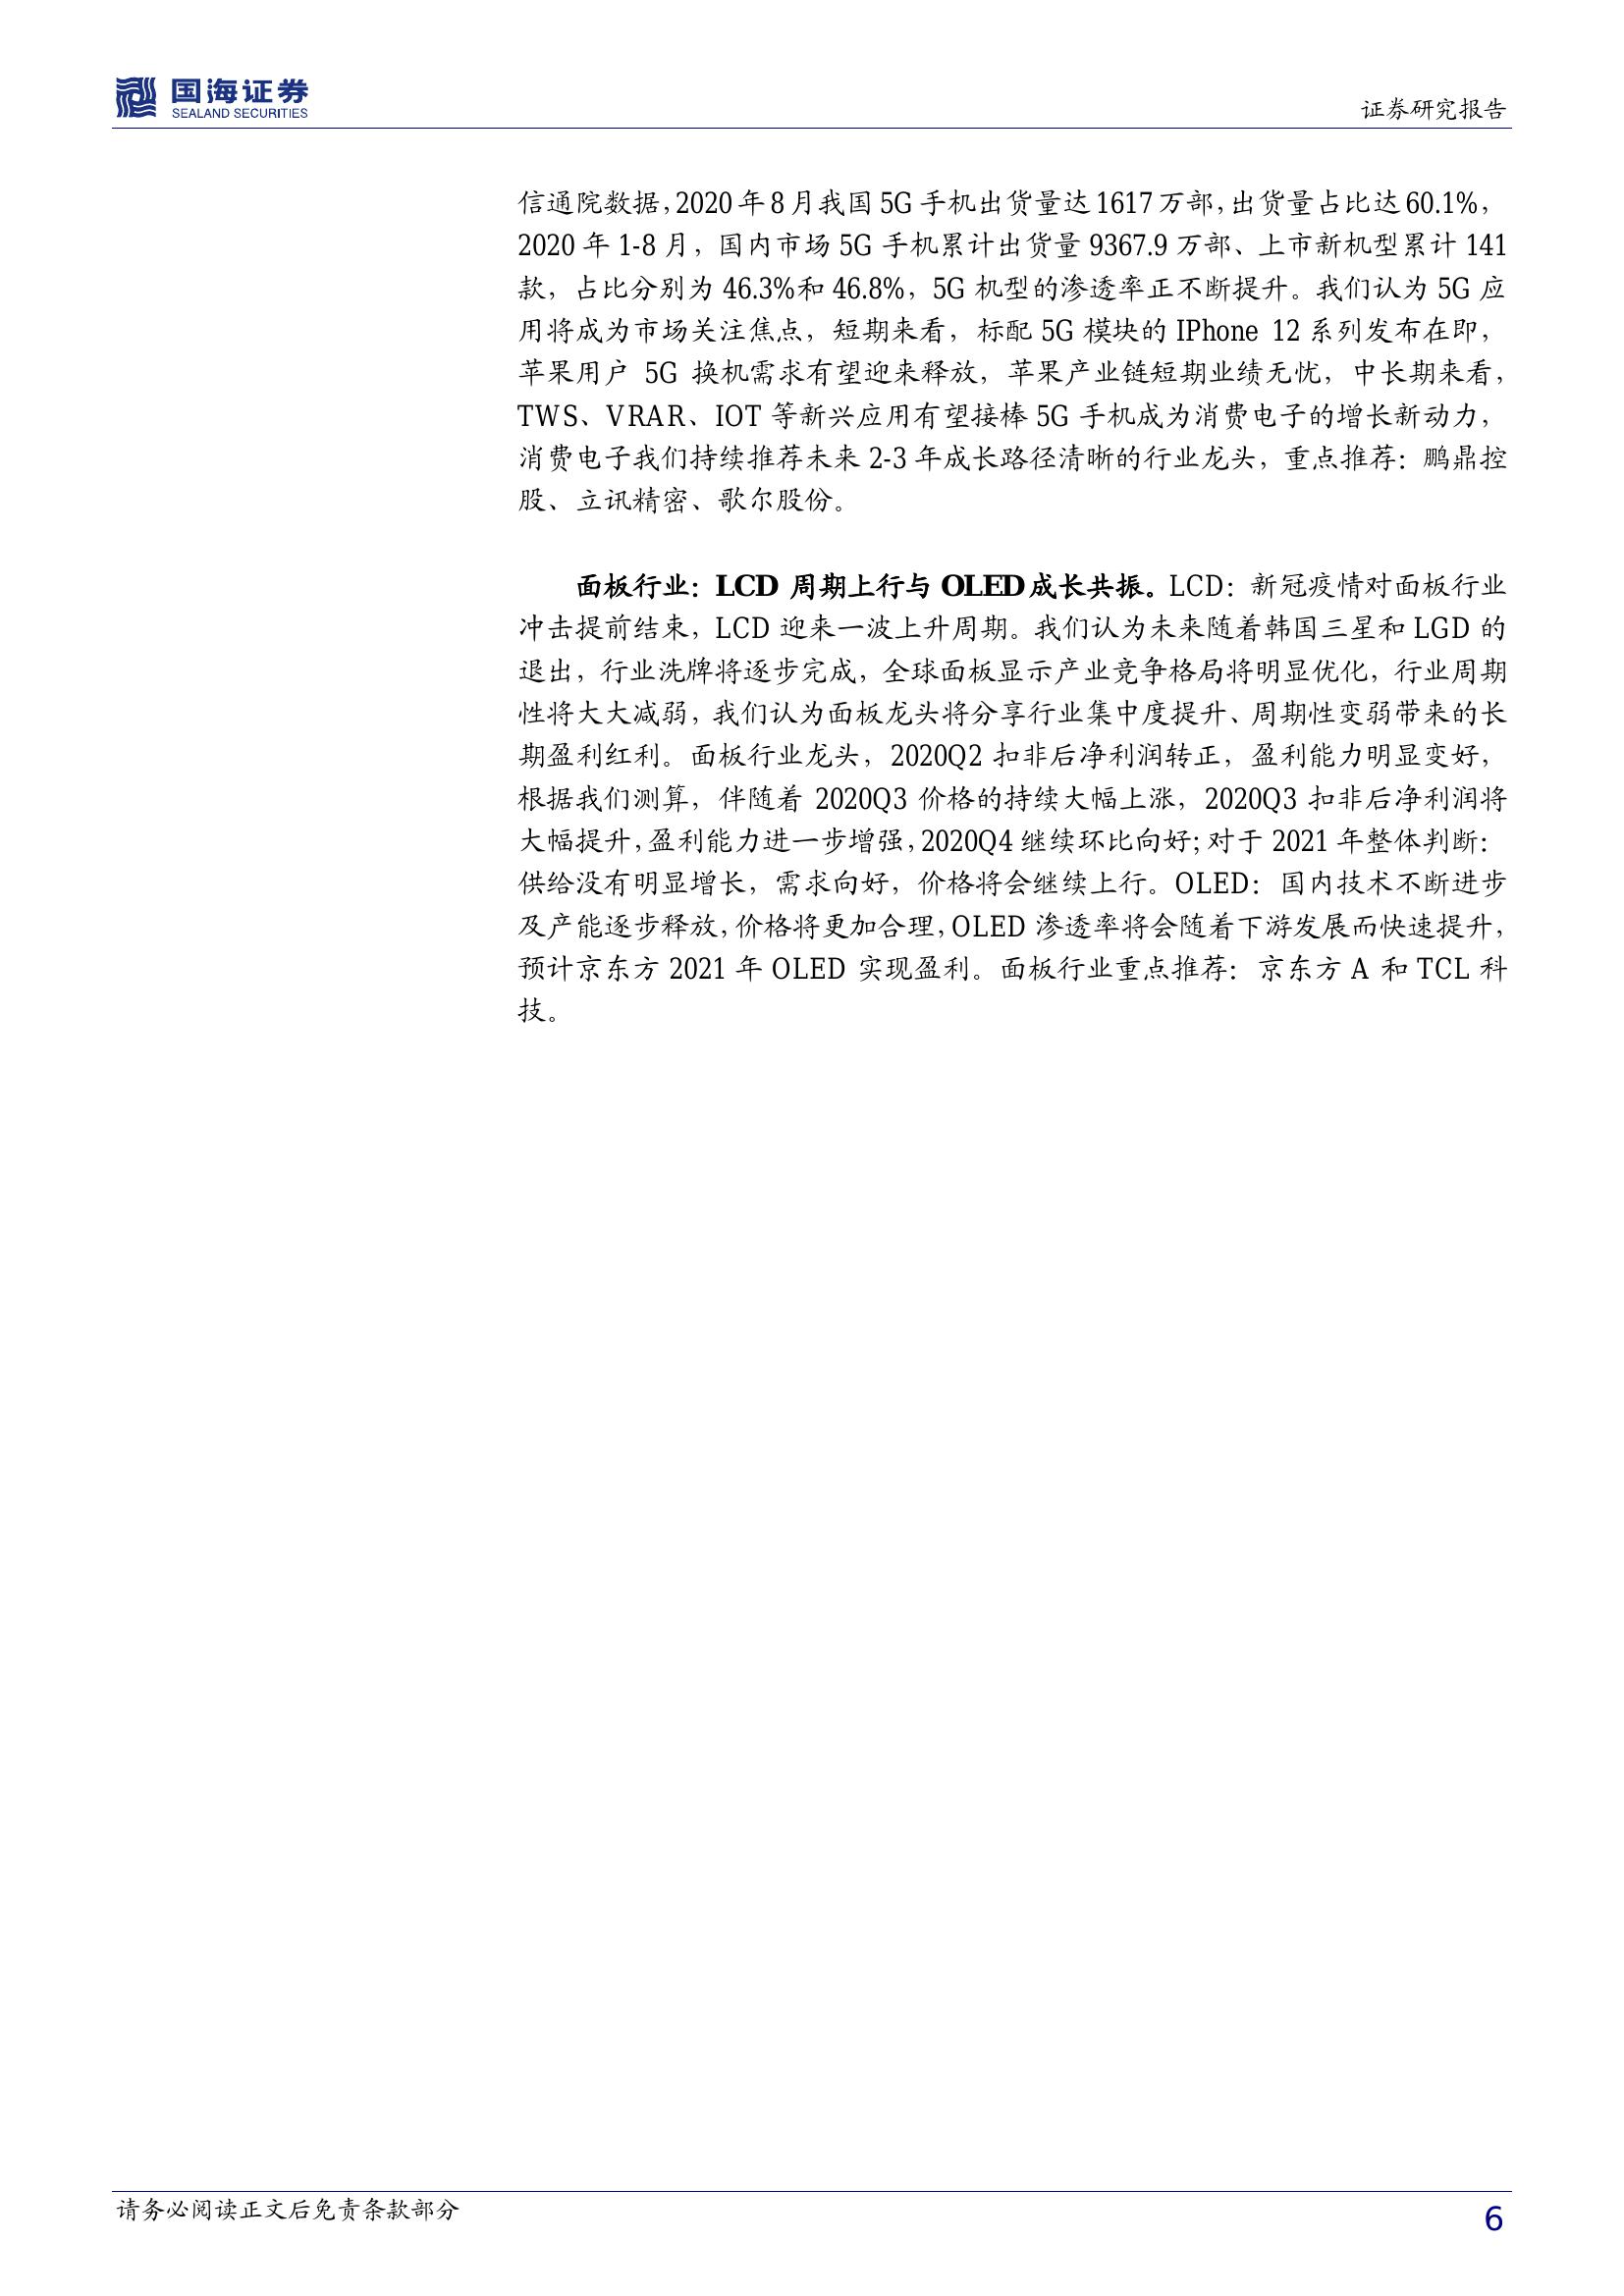 国海证券
SEALAND SECURITIES
证券研究报告
信通院数据，2020 年 8 月我国 5G 手机出货量达 1617 万部，出货量占比达 60.1%，
2020 年 1-8 月，国内市场 5G 手机累计出货量 9367.9 万部、上市新机型累计 141
款，占比分别为 46.3%和 46.8%，5G 机型的渗透率正不断提升。我们认为 5G 应
用将成为市场关注焦点，短期来看，标配 5G 模块的 IPhone 12 系列发布在即，
苹果用户 5G 换机需求有望迎来释放，苹果产业链短期业绩无忧，中长期来看，
TWS、VRAR、IOT 等新兴应用有望接棒 5G 手机成为消费电子的增长新动力，
消费电子我们持续推荐未来 2-3 年成长路径清晰的行业龙头，重点推荐：鹏鼎控
股、立讯精密、歌尔股份。
面板行业：LCD 周期上行与 OLED 成长共振。LCD：新冠疫情对面板行业
冲击提前结束，LCD 迎来一波上升周期。我们认为未来随着韩国三星和 LGD 的
退出，行业洗牌将逐步完成，全球面板显示产业竞争格局将明显优化，行业周期
性将大大减弱，我们认为面板龙头将分享行业集中度提升、周期性变弱带来的长
期盈利红利。面板行业龙头，2020Q2 扣非后净利润转正，盈利能力明显变好，
根据我们测算，伴随着 2020Q3 价格的持续大幅上涨，2020Q3 扣非后净利润将
大幅提升，盈利能力进一步增强，2020Q4 继续环比向好；对于 2021 年整体判断：
供给没有明显增长，需求向好，价格将会继续上行。OLED：国内技术不断进步
及产能逐步释放，价格将更加合理，OLED 渗透率将会随着下游发展而快速提升，
预计京东方 2021 年 OLED 实现盈利。面板行业重点推荐：京东方 A 和 TCL 科
技。
请务必阅读正文后免责条款部分
6